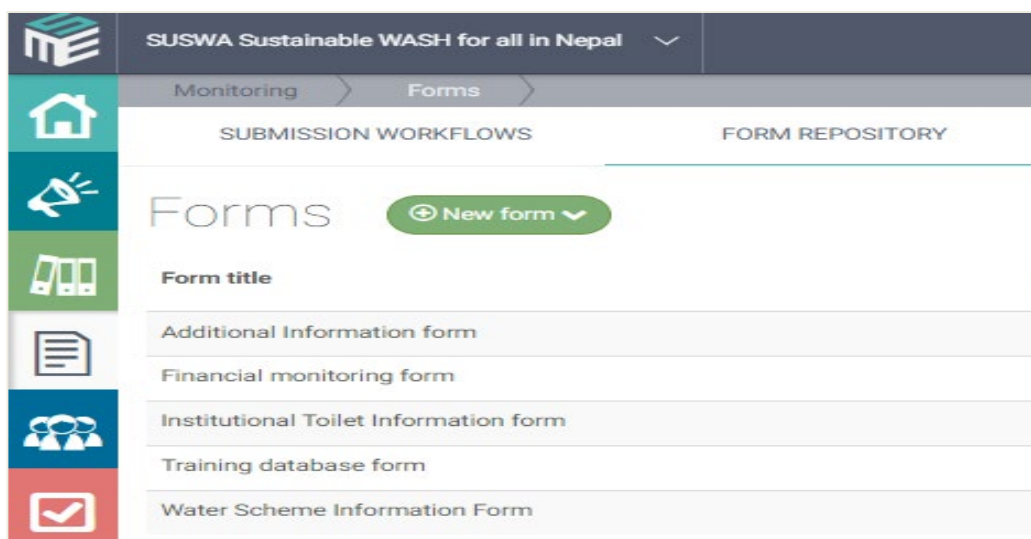 SME
SUSWA Sustainable WASH for all in Nepal
Monitoring Forms
SUBMISSION WORKFLOWS FORM REPOSITORY
Forms New form
Form title
Additional Information form
Financial monitoring form
Institutional Toilet Information form
Training database form
Water Scheme Information Form